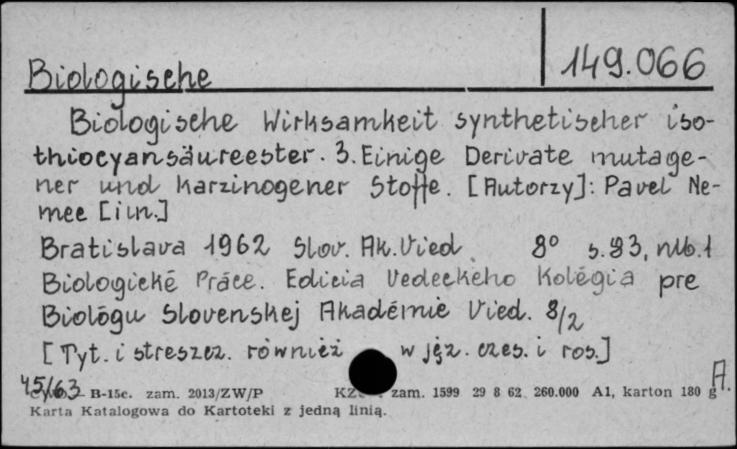 Biologische 149.066
Biologische Wirksamkeit synthetischer iso-
thiocyansäureester. 3. Einige Derivate mutage-
ner und karzinogener Stoffe. [Autorzy]: Pavel Ne-
mec [i in.]
Bratislava 1962 Slov. Ak. Vied. 8° s. 93, nlb. 1
Biologické Práce. Edicia Vedeckého Kolégia pre
Biológu Slovenskej Akadémie Vied. 8/2
[Tyt. i streszcz. również w jęz. czes. i ros.]
45/63 A.
B-15c. zam. 2013/ZW/P zam. 1599 29 8 62 260.000 A1, karton 180 g
Karta Katalogowa do Kartoteki z jedną linią.